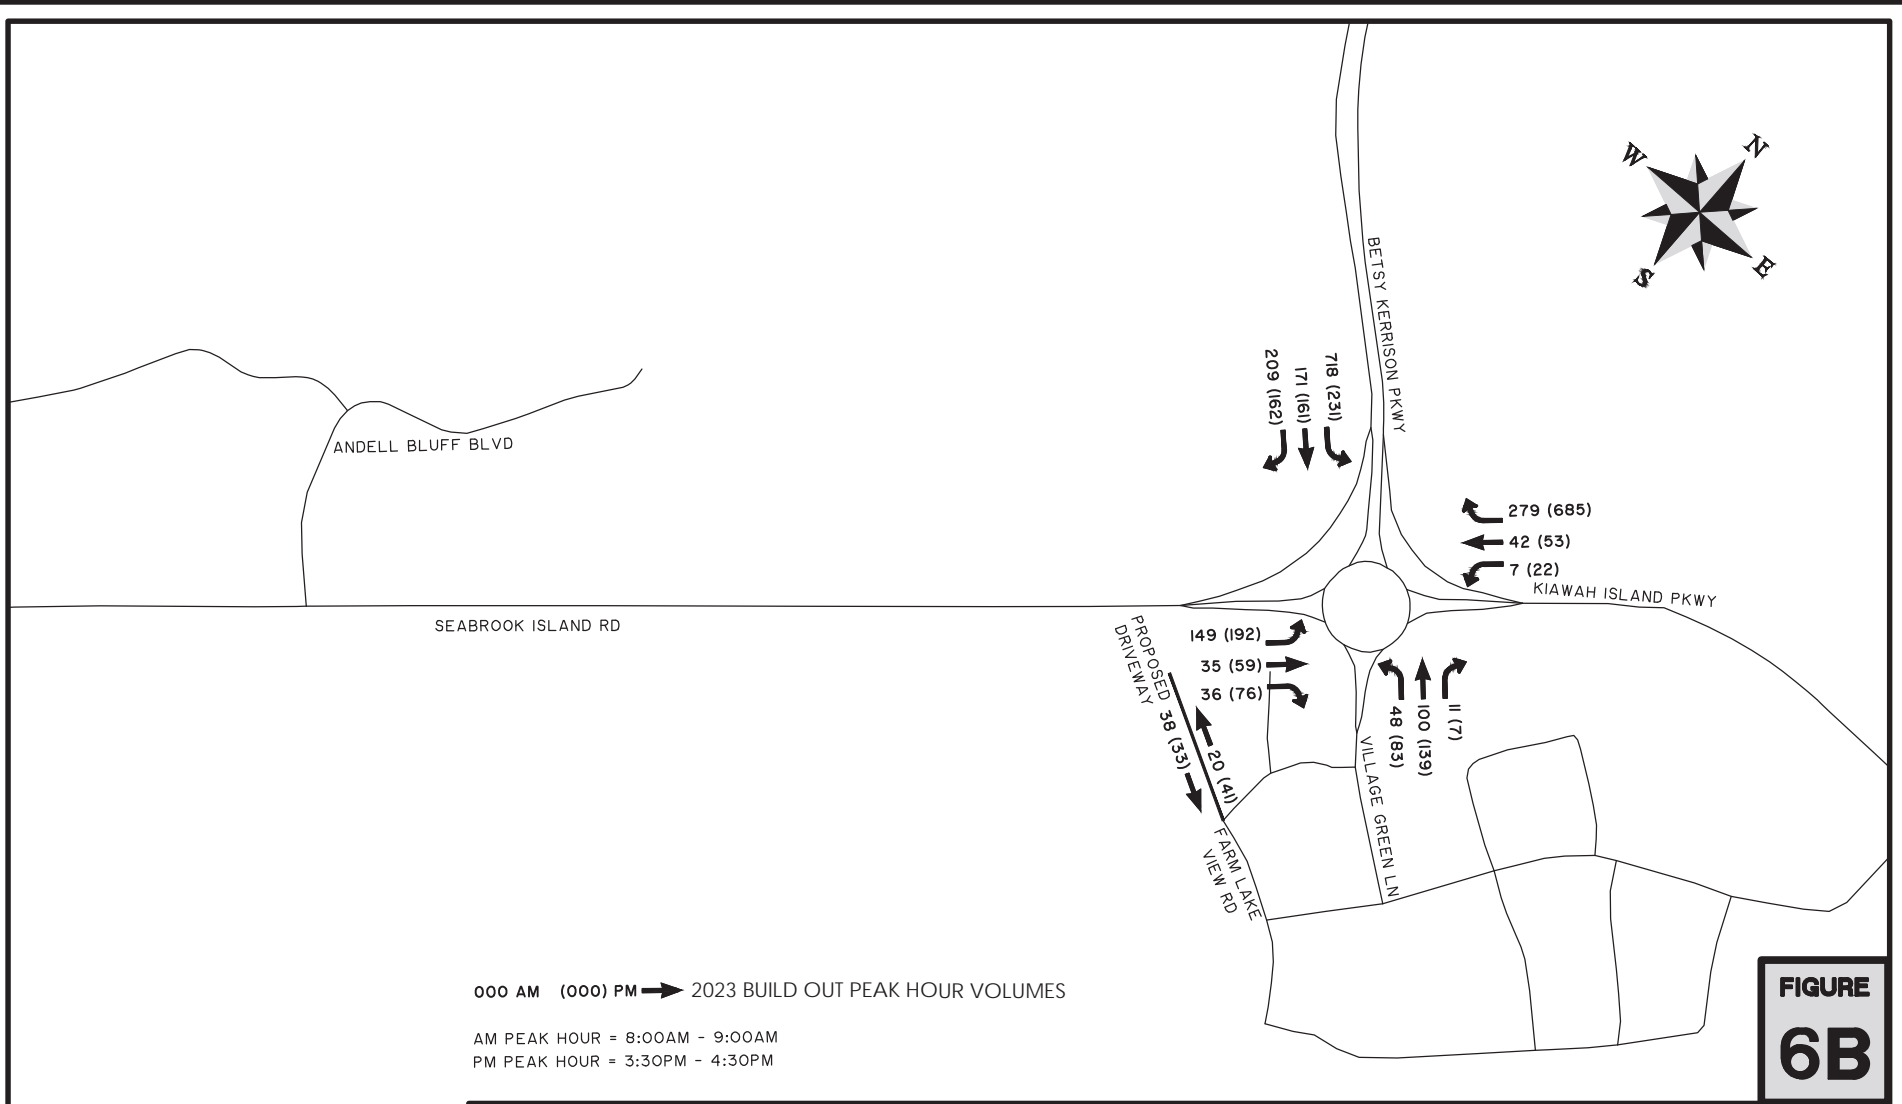 W
N
S
E
BETSY KERRISON PKWY
209 (162)
171 (161)
718 (231)
ANDELL BLUFF BLVD
279 (685)
42 (53)
7 (22)
KIAWAH ISLAND PKWY
SEABROOK ISLAND RD
PROPOSED
DRIVEWAY
149 (192)
35 (59)
36 (76)
38 (33)
20 (41)
48 (83)
100 (139)
11 (7)
VILLAGE GREEN LN
FARM LAKE
VIEW RD
000 AM (000) PM 2023 BUILD OUT PEAK HOUR VOLUMES
AM PEAK HOUR = 8:00AM - 9:00AM
PM PEAK HOUR = 3:30PM - 4:30PM
FIGURE
6B